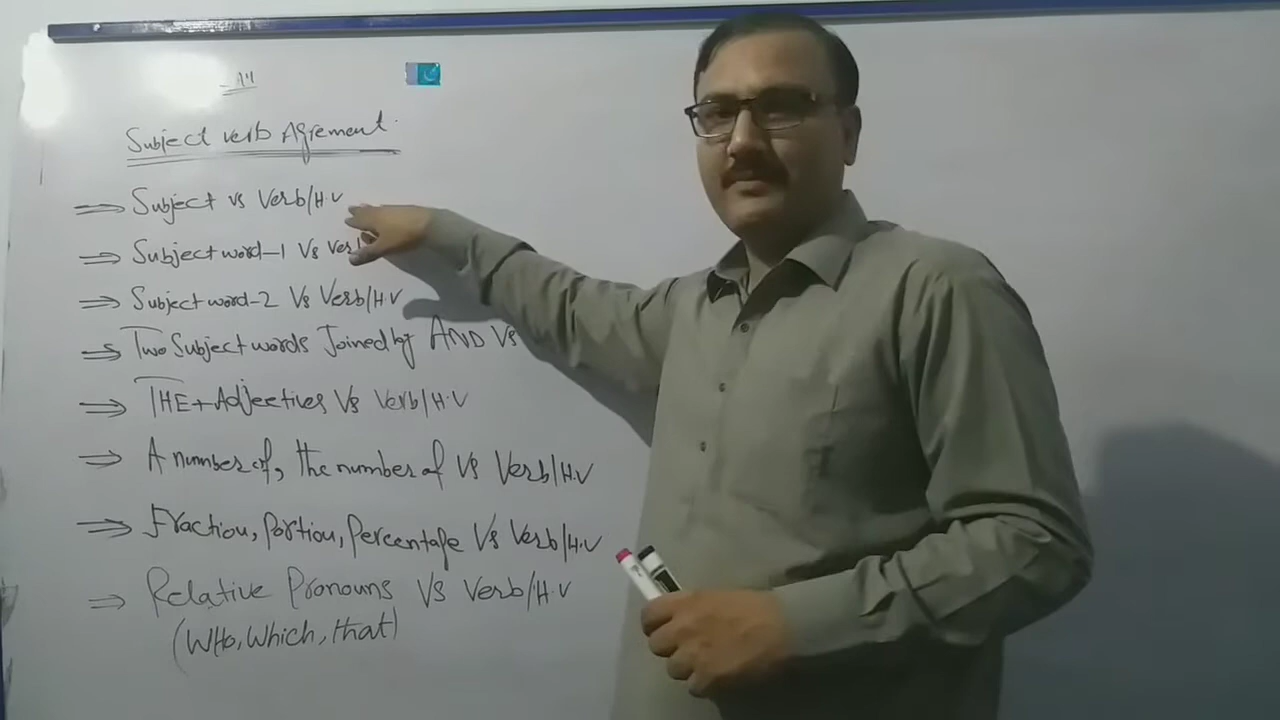 Subject verb Agrement.
⇒ Subject vs Verb/H.V
⇒ Subject word-1 Vs
⇒ Subject word-2 Vs Verb/H.V
⇒ Two Subject words Joined by AND VS
⇒ THE+Adjectives Vs Verb/H.V
⇒ A number of, the number of Vs Verb/H.V
⇒ Fraction, Portion, Percentage Vs Verb/H.V
⇒ Relative Pronouns VS Verb/H.V
(WHo, Which, that)